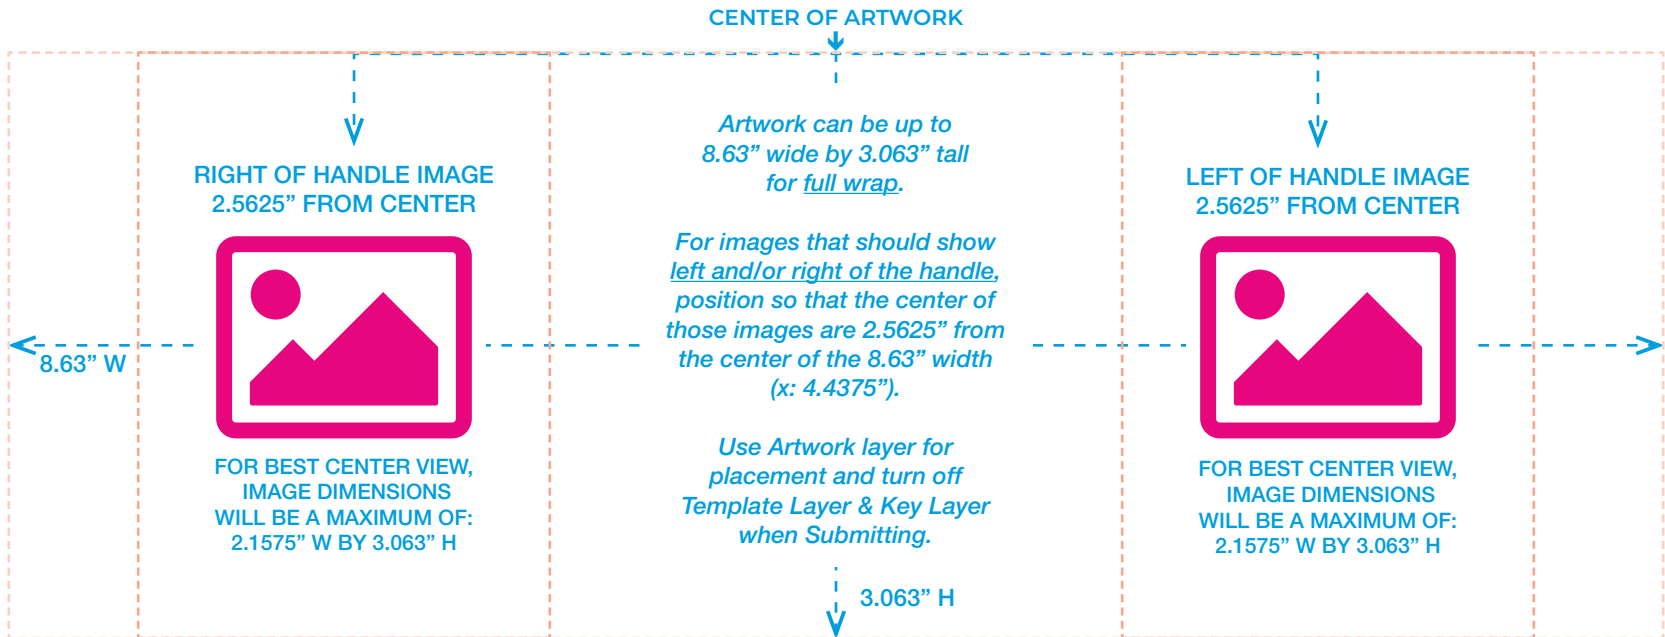 CENTER OF ARTWORK
RIGHT OF HANDLE IMAGE
2.5625” FROM CENTER
8.63” W
FOR BEST CENTER VIEW,
IMAGE DIMENSIONS
WILL BE A MAXIMUM OF:
2.1575” W BY 3.063” H
Artwork can be up to
8.63” wide by 3.063” tall
for full wrap.
For images that should show
left and/or right of the handle,
position so that the center of
those images are 2.5625” from
the center of the 8.63” width
(x: 4.4375”).
Use Artwork layer for
placement and turn off
Template Layer & Key Layer
when Submitting.
3.063” H
LEFT OF HANDLE IMAGE
2.5625” FROM CENTER
FOR BEST CENTER VIEW,
IMAGE DIMENSIONS
WILL BE A MAXIMUM OF:
2.1575” W BY 3.063” H